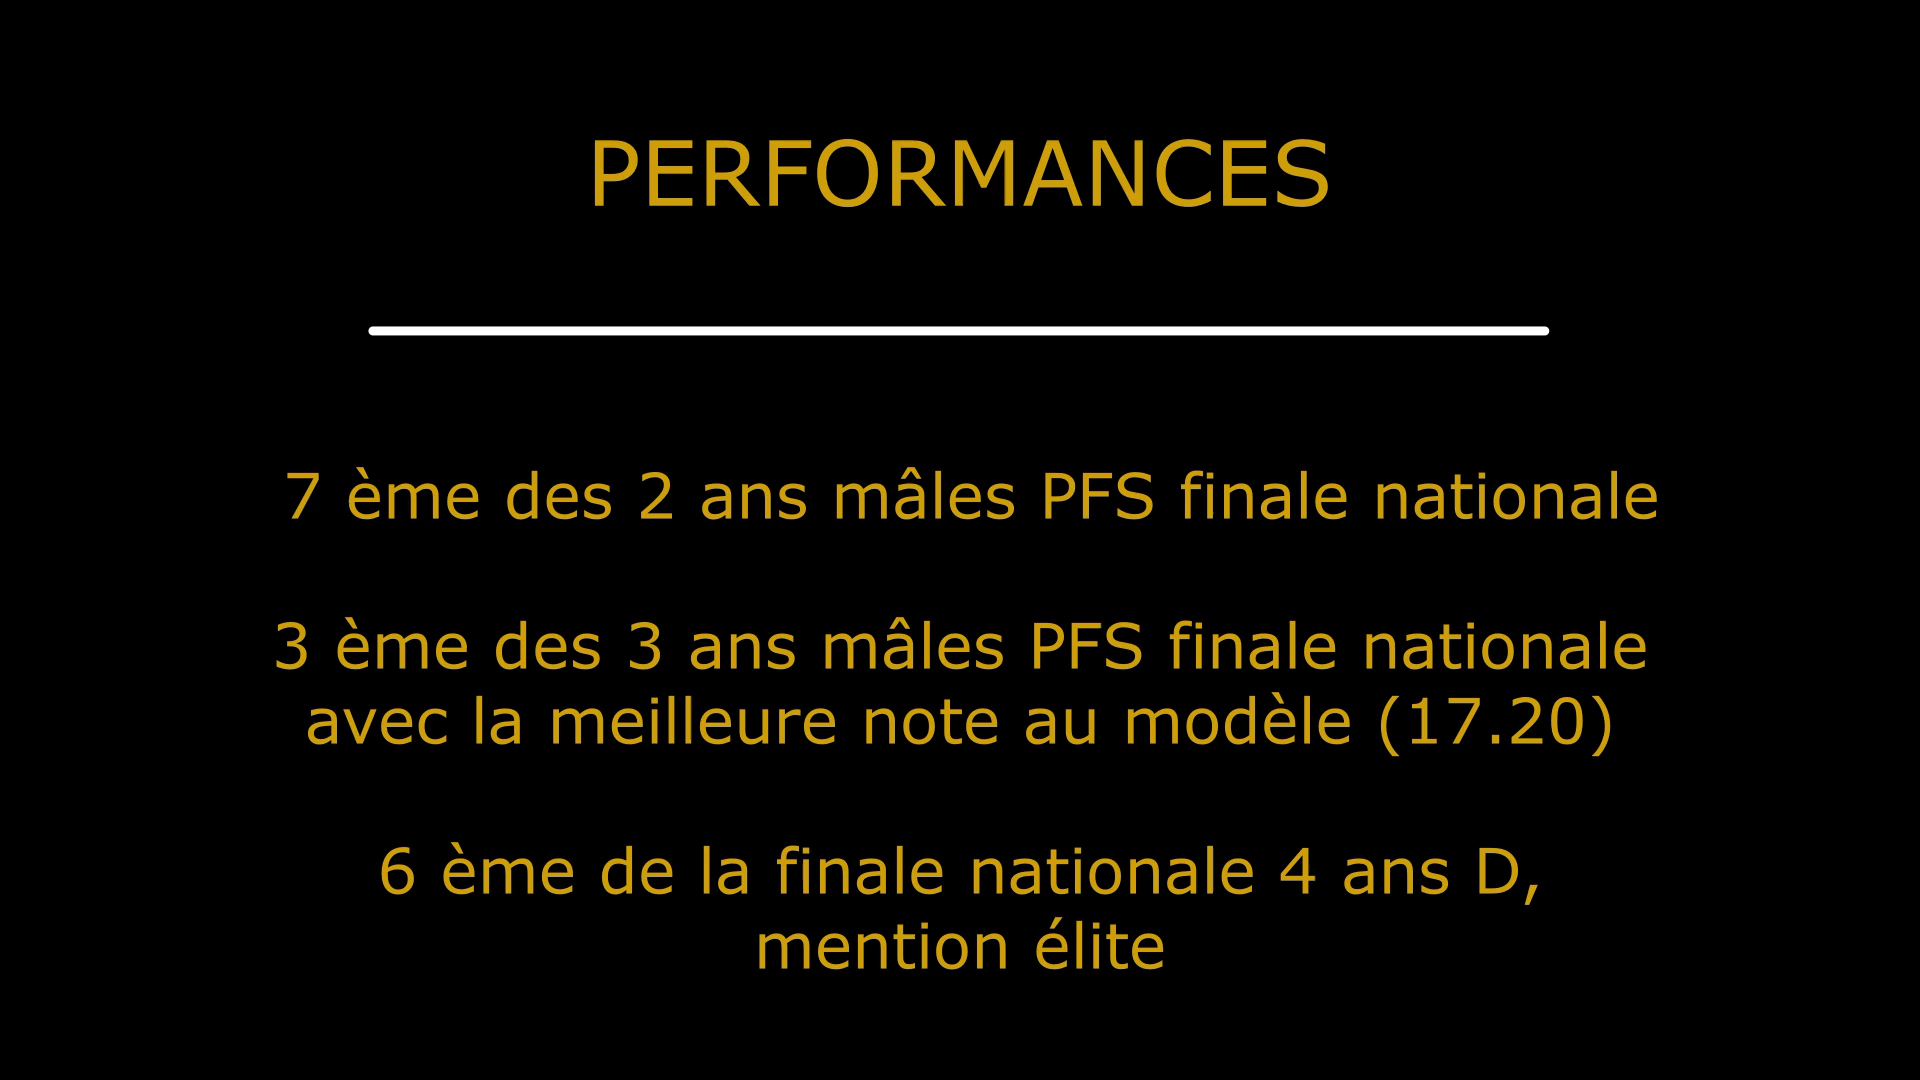 PERFORMANCES
7 ème des 2 ans mâles PFS finale nationale
3 ème des 3 ans mâles PFS finale nationale
avec la meilleure note au modèle (17.20)
6 ème de la finale nationale 4 ans D,
mention élite